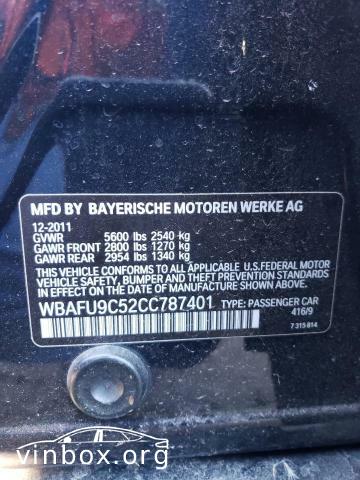 MFD BY BAYERISCHE MOTOREN WERKE AG
12-2011
GVWR 5600 lbs 2540 kg
GAWR FRONT 2800 lbs 1270 kg
GAWR REAR 2954 lbs 1340 kg
THIS VEHICLE CONFORMS TO ALL APPLICABLE U.S.FEDERAL MOTOR
VEHICLE SAFETY, BUMPER, AND THEFT PREVENTION
STANDARDS IN EFFECT ON THE DATE OF MANUFACTURE SHOWN ABOVE.
WBAFU9C52CC787401 TYPE: PASSENGER CAR
416/9
7 315 814
vinbox.org